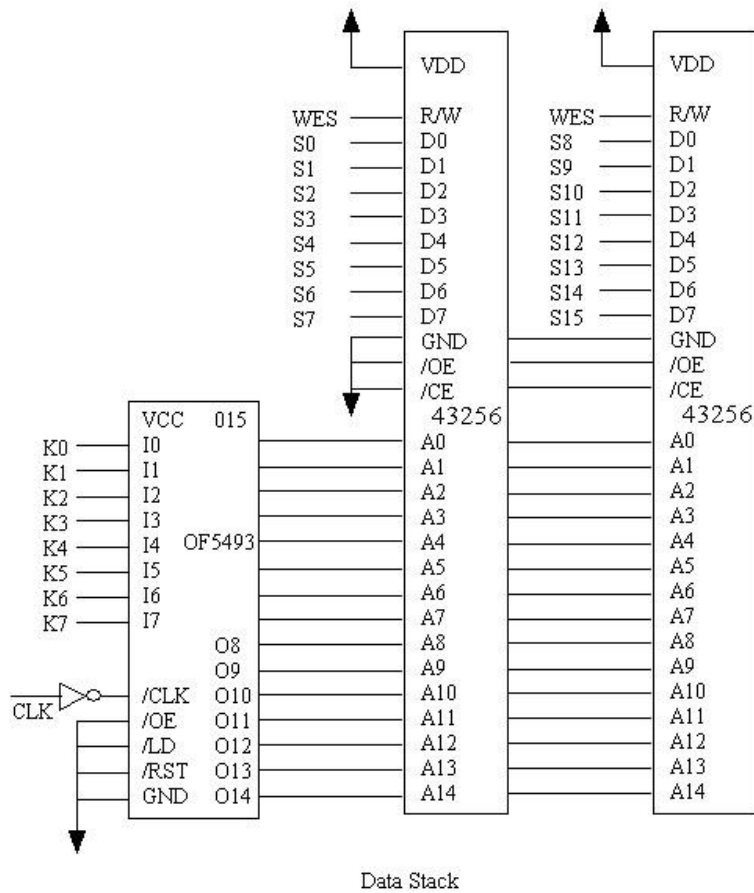 VDD
VDD
WES R/W
WES R/W
S0 D0
S8 D0
S1 D1
S9 D1
S2 D2
S10 D2
S3 D3
S11 D3
S4 D4
S12 D4
S5 D5
S13 D5
S6 D6
S14 D6
S7 D7
S15 D7
GND
GND
/OE
/OE
/CE
/CE
43256
43256
VCC 015
K0 I0
A0
A0
K1 I1
A1
A1
K2 I2
A2
A2
K3 I3
A3
A3
K4 I4 OF5493
A4
A4
K5 I5
A5
A5
K6 I6
A6
A6
K7 I7
A7
A7
O8
A8
A8
O9
A9
A9
CLK
/CLK O10
A10
A10
/OE O11
A11
A11
/LD O12
A12
A12
/RST O13
A13
A13
GND O14
A14
A14
Data Stack